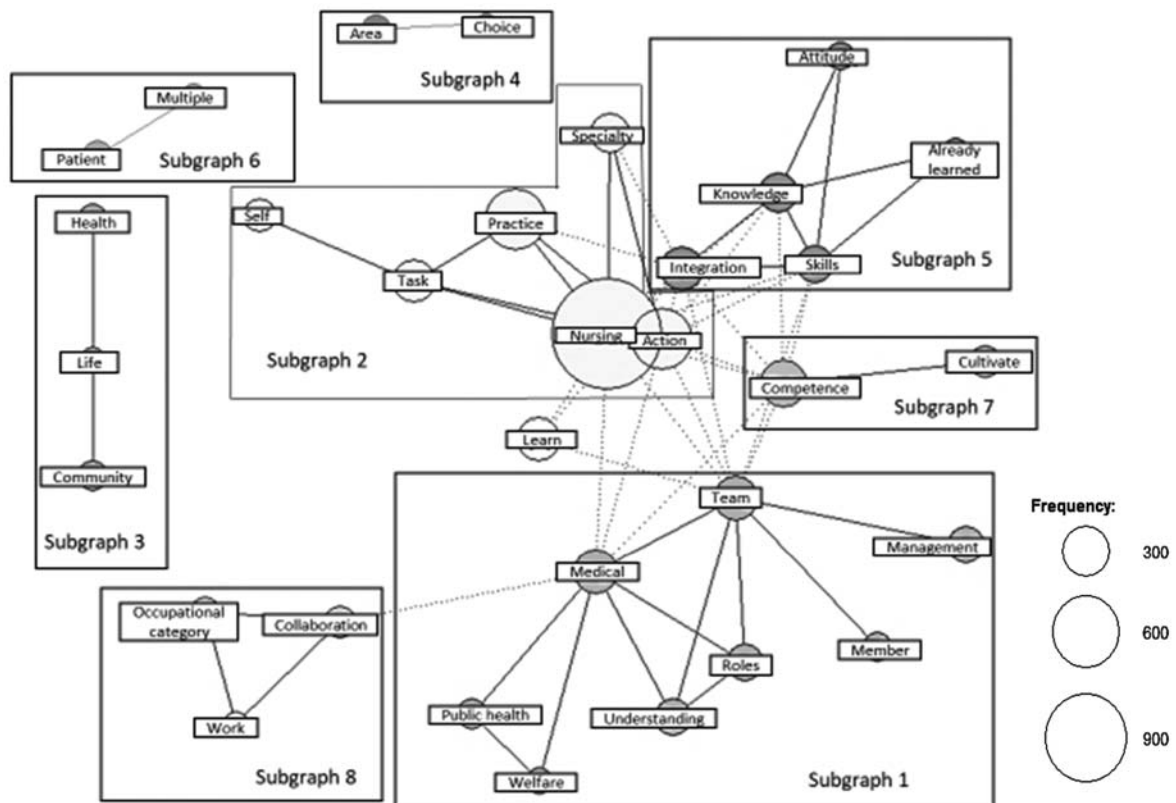 Area
Choice
Subgraph 4
Multiple
Patient
Subgraph 6
Attitude
Already
learned
Knowledge
Integration
Skills
Subgraph 5
Specialty
Self
Practice
Task
Nursing
Action
Subgraph 2
Health
Life
Community
Subgraph 3
Competence
Cultivate
Subgraph 7
Learn
Team
Management
Medical
Member
Roles
Public health
Understanding
Welfare
Subgraph 1
Occupational
category
Collaboration
Work
Subgraph 8
Frequency:
300
600
900